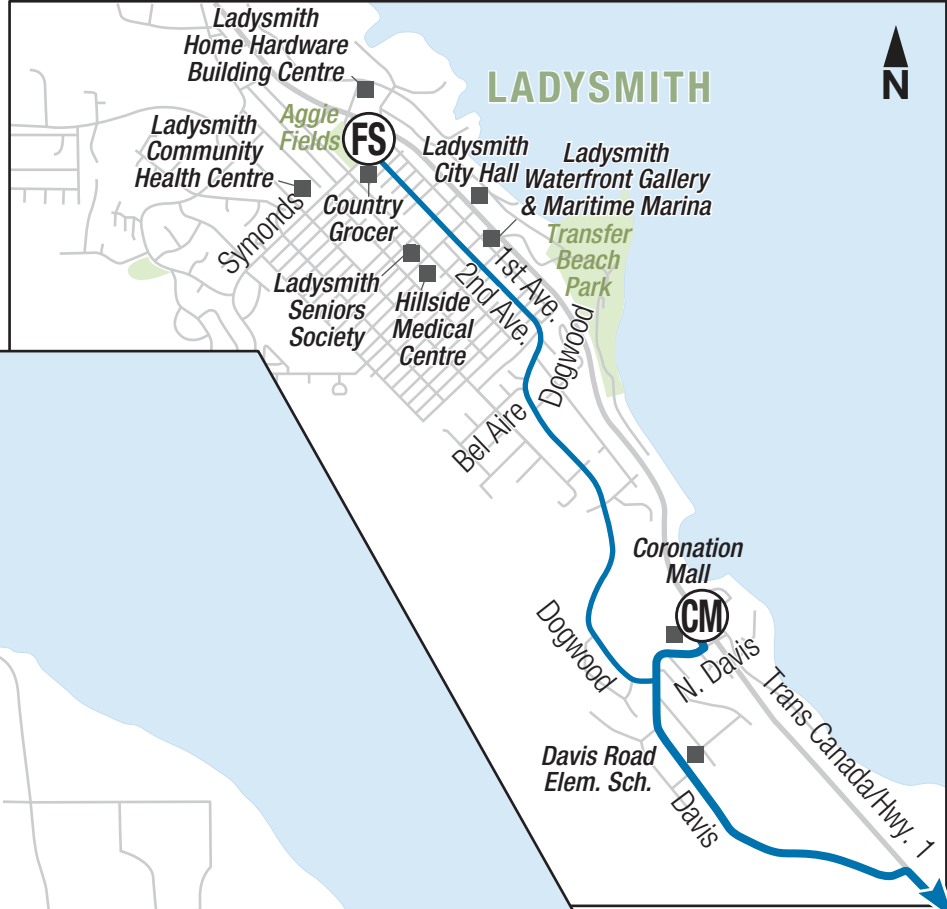 Ladysmith
Home Hardware
Building Centre
LADYSMITH
N
Aggie
Fields
FS
Ladysmith
Community
Health Centre
Ladysmith
City Hall
Ladysmith
Waterfront Gallery
& Maritime Marina
Symonds
Country
Grocer
Transfer
Beach
Park
1st Ave.
2nd Ave.
Ladysmith
Seniors
Society
Hillside
Medical
Centre
Dogwood
Bel Aire
Coronation
Mall
CM
Dogwood
N. Davis
Trans Canada/Hwy. 1
Davis Road
Elem. Sch.
Davis